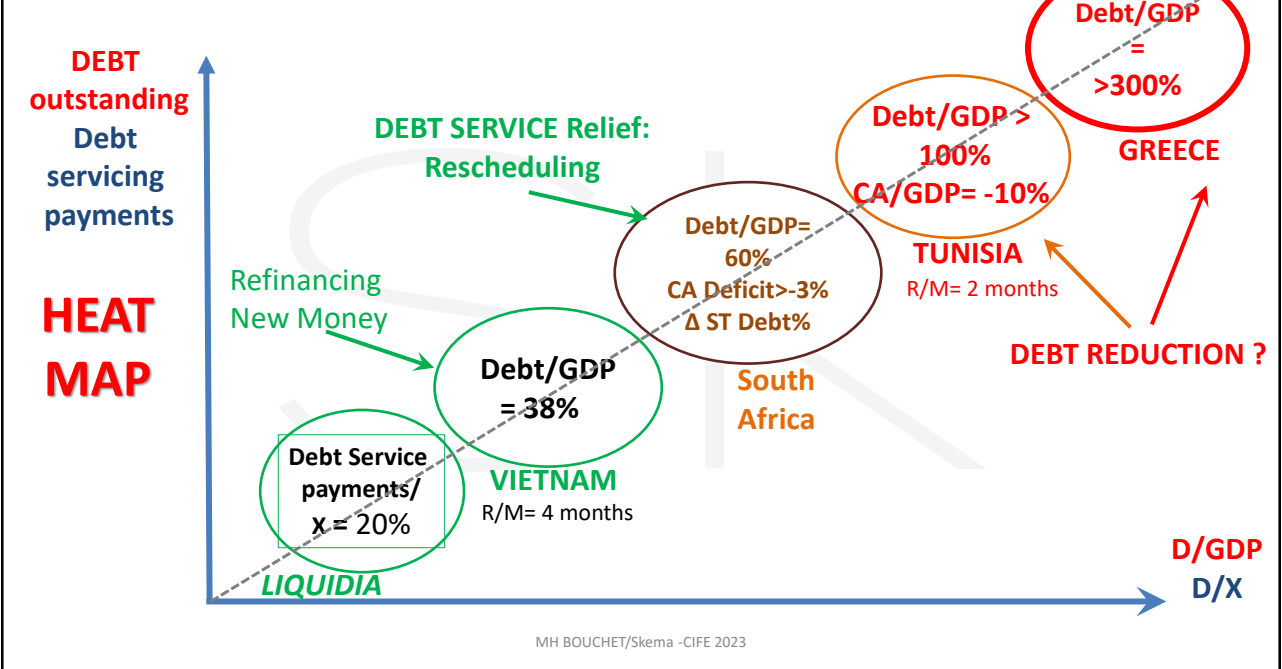 DEBT
outstanding
Debt
servicing
payments
HEAT
MAP
DEBT SERVICE Relief:
Rescheduling
Refinancing
New Money
Debt Service
payments/
X = 20%
LIQUIDIA
Debt/GDP
= 38%
VIETNAM
R/M= 4 months
Debt/GDP=
60%
CA Deficit>-3%
Δ ST Debt%
South
Africa
Debt/GDP >
100%
CA/GDP= -10%
TUNISIA
R/M= 2 months
Debt/GDP
=
>300%
GREECE
DEBT REDUCTION ?
D/GDP
D/X
MH BOUCHET/Skema -CIFE 2023